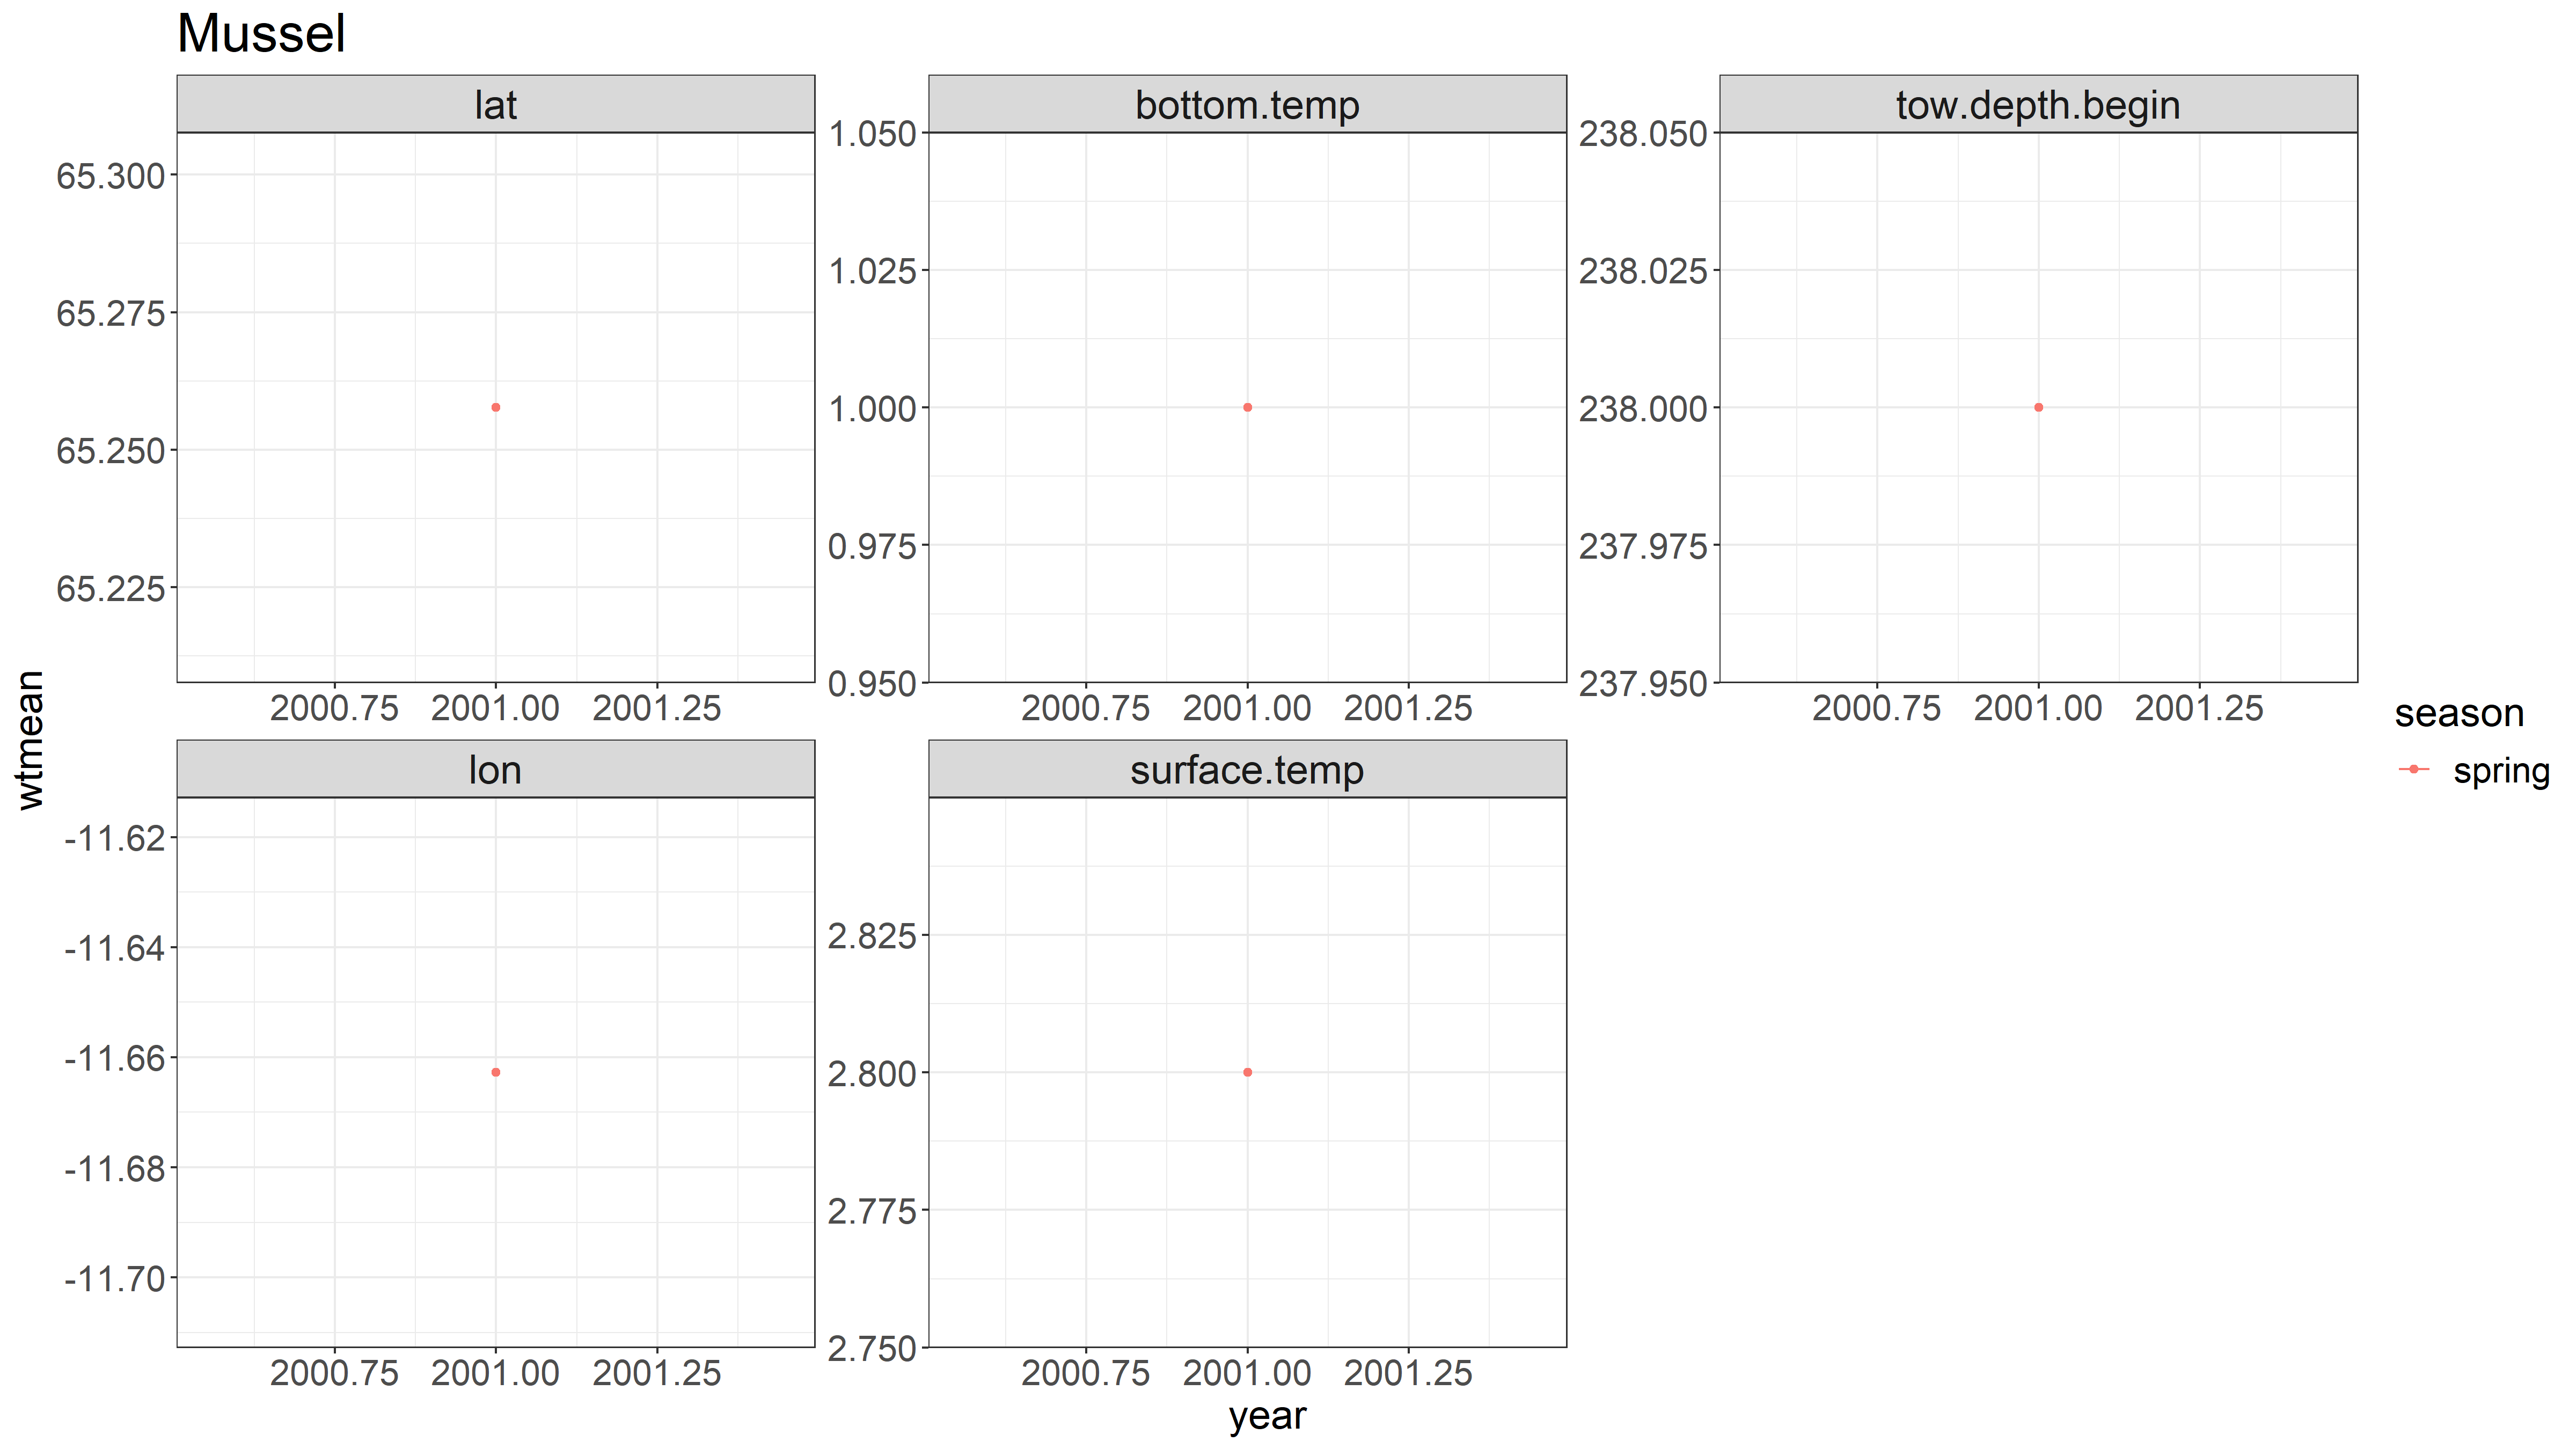 Mussel
lat
bottom.temp
tow.depth.begin
65.300
65.275
65.250
65.225
1.050
1.025
1.000
0.975
0.950
238.050
238.025
238.000
237.975
237.950
2000.75 2001.00 2001.25
2000.75 2001.00 2001.25
2000.75 2001.00 2001.25
wtmean
lon
surface.temp
-11.62
-11.64
-11.66
-11.68
-11.70
2.825
2.800
2.775
2.750
2000.75 2001.00 2001.25
2000.75 2001.00 2001.25
year
season
spring